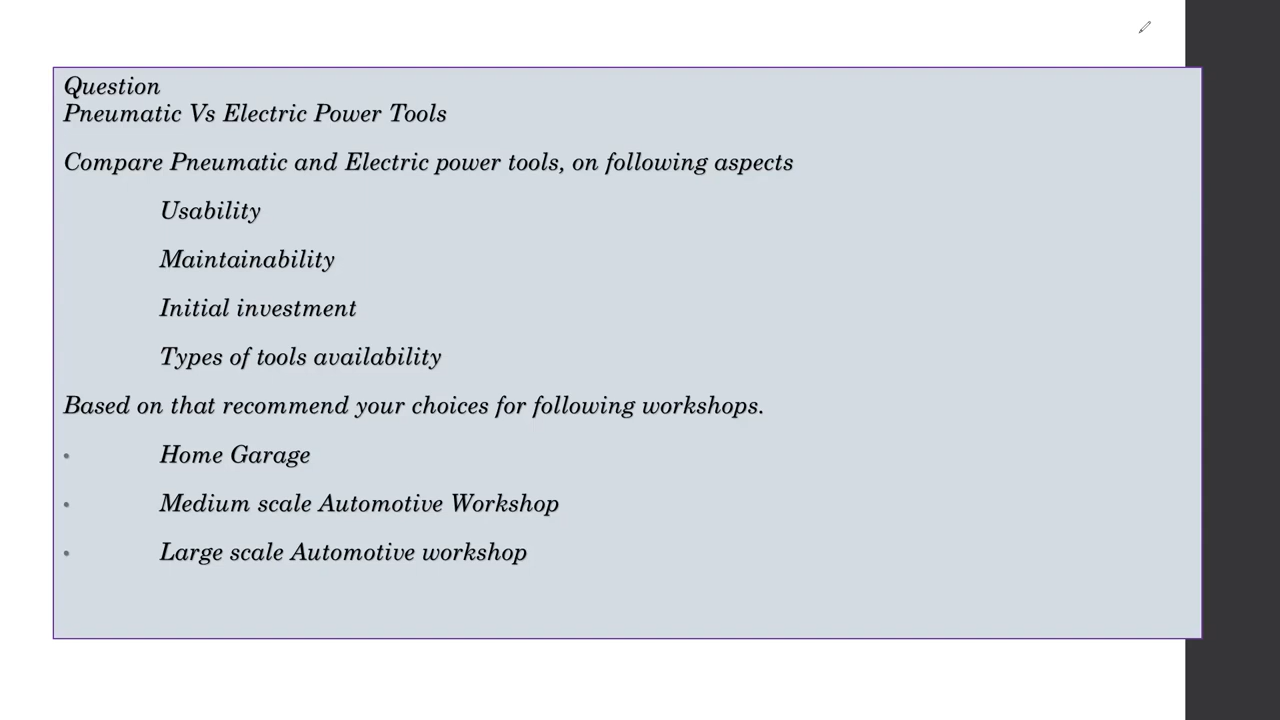 Question
Pneumatic Vs Electric Power Tools
Compare Pneumatic and Electric power tools, on following aspects
Usability
Maintainability
Initial investment
Types of tools availability
Based on that recommend your choices for following workshops.
• Home Garage
• Medium scale Automotive Workshop
• Large scale Automotive workshop